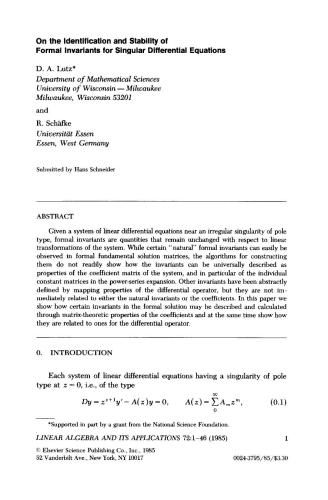 On the Identification and Stability of
Formal Invariants for Singular Differential Equations
D. A. Lutz*
Department of Mathematical Sciences
University of Wisconsin — Milwaukee
Milwaukee, Wisconsin 53201
and
R. Schäfke
Universität Essen
Essen, West Germany
Submitted by Hans Schneider
ABSTRACT
Given a system of linear differential equations near an irregular singularity of pole
type, formal invariants are quantities that remain unchanged with respect to linear
transformations of the system. While certain "natural" formal invariants can easily be
observed in formal fundamental solution matrices, the algorithms for constructing
them do not readily show how the invariants can be universally described as
properties of the coefficient matrix of the system, and in particular of the individual
constant matrices in the power-series expansion. Other invariants have been abstractly
defined by mapping properties of the differential operator, but they are not im-
mediately related to either the natural invariants or the coefficients. In this paper we
show how certain invariants in the formal solution may be described and calculated
through matrix-theoretic properties of the coefficients and at the same time show how
they are related to ones for the differential operator.
0. INTRODUCTION
Each system of linear differential equations having a singularity of pole
type at z = 0, i.e., of the type
Dy = z^{s+1}y′ − A(z)y = 0, A(z) = ∑_0^∞ A_m z^m, (0.1)
*Supported in part by a grant from the National Science Foundation.
LINEAR ALGEBRA AND ITS APPLICATIONS 72:1–46 (1985) 1
© Elsevier Science Publishing Co., Inc., 1985
52 Vanderbilt Ave., New York, NY 10017 0024-3795/85/$3.30